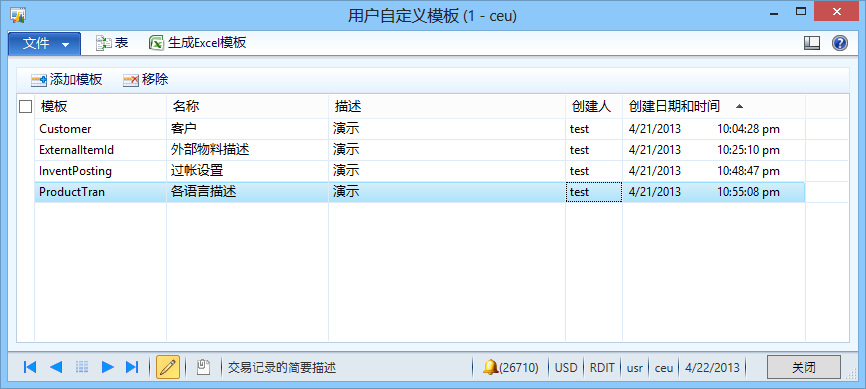 用户自定义模板 (1 - ceu)
文件 表 生成Excel模板
添加模板 移除
模板 名称 描述 创建人 创建日期和时间
Customer 客户 演示 test 4/21/2013 10:04:28 pm
ExternalItemId 外部物料描述 演示 test 4/21/2013 10:25:10 pm
InventPosting 过帐设置 演示 test 4/21/2013 10:48:47 pm
ProductTran 各语言描述 演示 test 4/21/2013 10:55:08 pm
交易记录的简要描述 (26710) USD RDIT usr ceu 4/22/2013 关闭